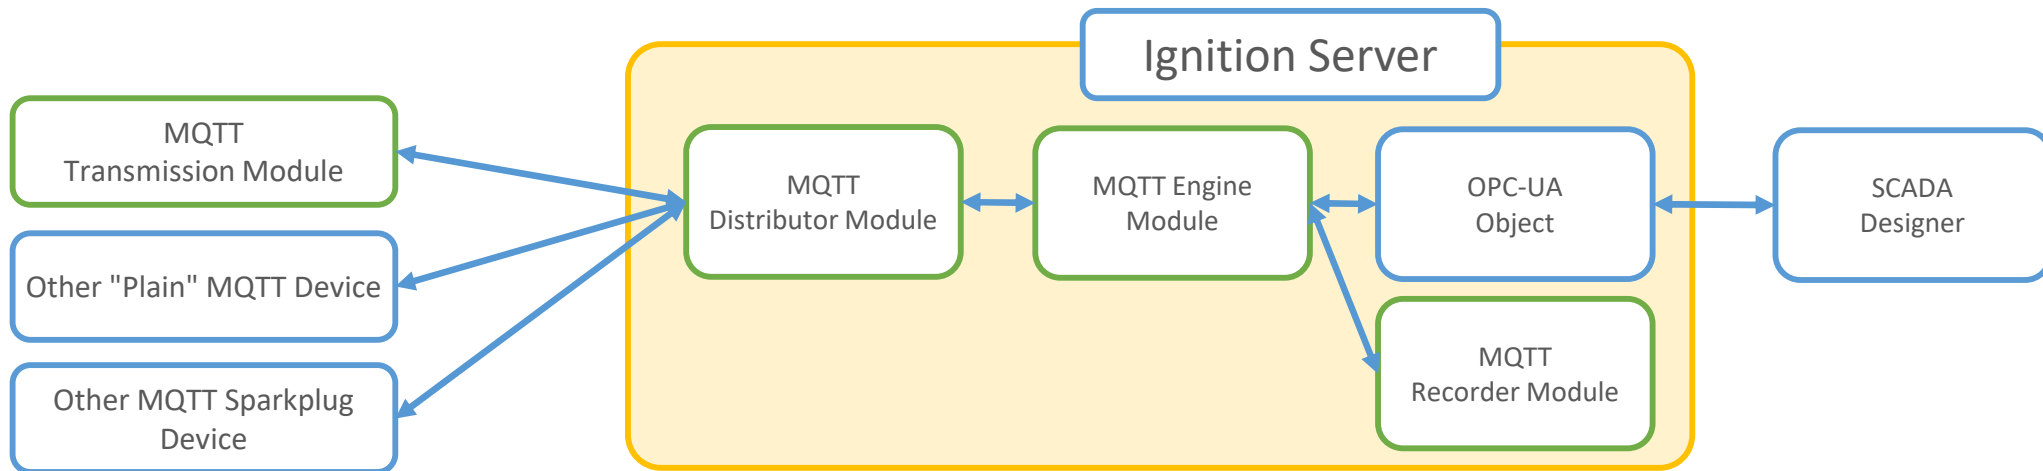 Ignition Server
MQTT
Transmission Module
Other "Plain" MQTT Device
Other MQTT Sparkplug
Device
MQTT
Distributor Module
MQTT Engine
Module
OPC-UA
Object
MQTT
Recorder Module
SCADA
Designer